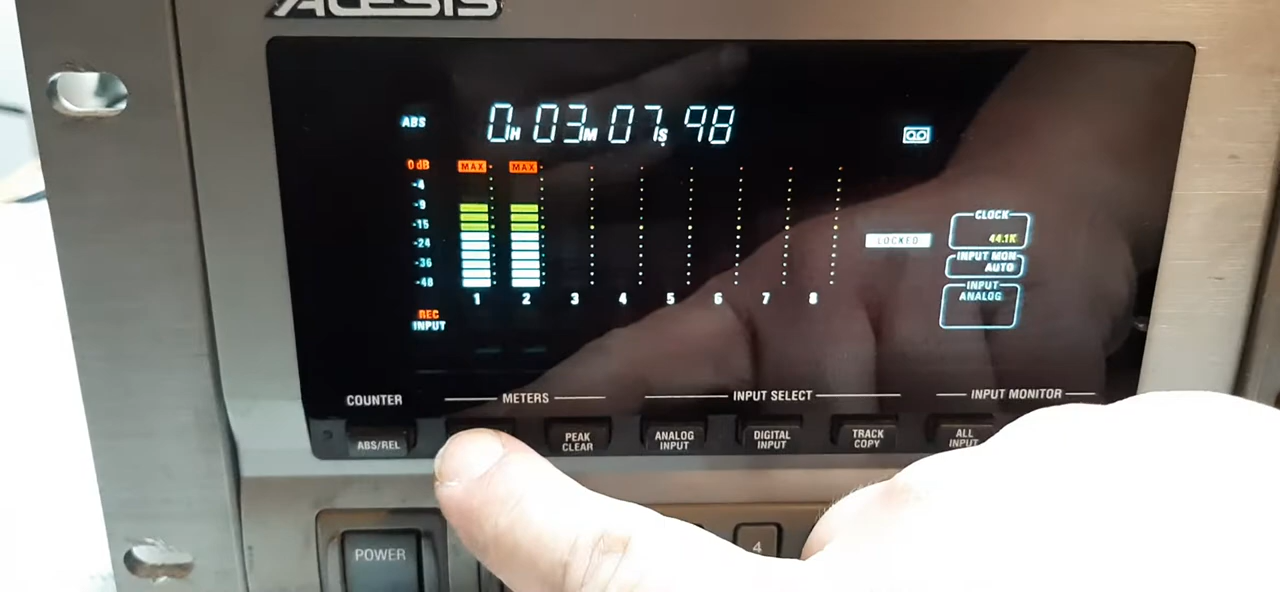 ALESIS
ABS 0H 03M 07S 98
0dB MAX MAX
-4
-9
-15
-24
-36
-48
1 2 3 4 5 6 7 8
REC
INPUT
LOCKED
CLOCK
44.1K
INPUT MON
AUTO
INPUT
ANALOG
COUNTER METERS INPUT SELECT INPUT MONITOR
ABS/REL
PEAK
CLEAR
ANALOG
INPUT
DIGITAL
INPUT
TRACK
COPY
ALL
INPUT
POWER
4